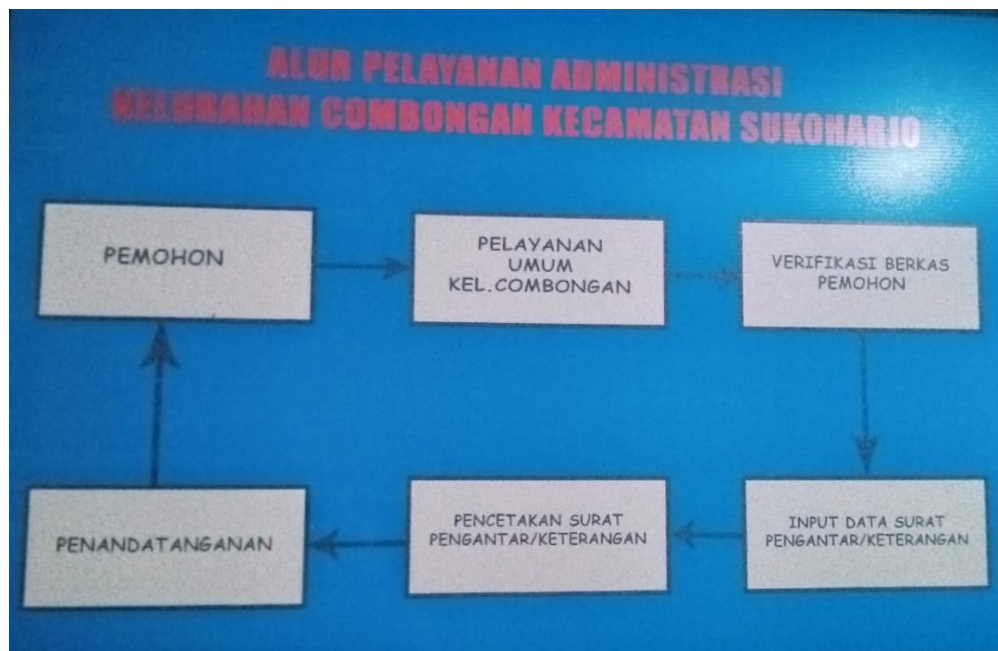 ALUR PELAYANAN ADMINISTRASI
KELURAHAN COMBONGAN KECAMATAN SUKOHARJO
PEMOHON
PELAYANAN
UMUM
KEL.COMBONGAN
VERIFIKASI BERKAS
PEMOHON
INPUT DATA SURAT
PENGANTAR/KETERANGAN
PENCETAKAN SURAT
PENGANTAR/KETERANGAN
PENANDATANGANAN